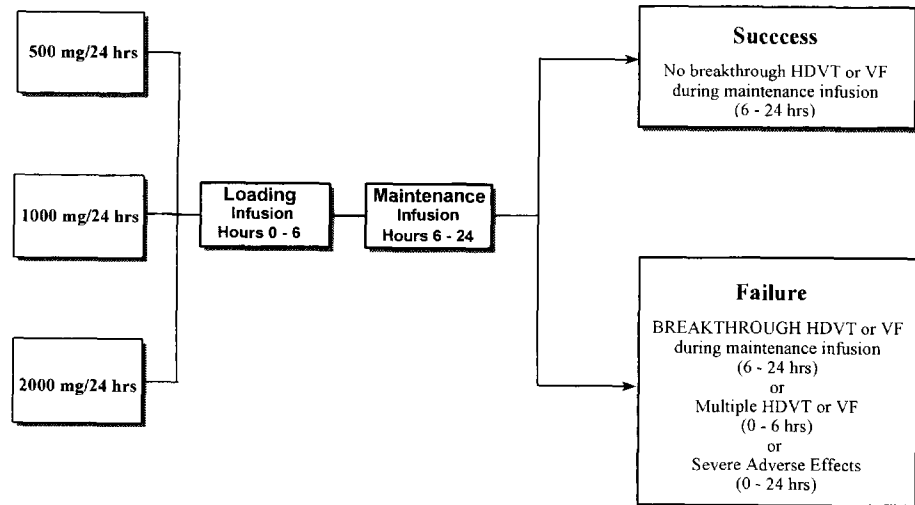 500 mg/24 hrs
1000 mg/24 hrs
2000 mg/24 hrs
Loading
Infusion
Hours 0 - 6
Maintenance
Infusion
Hours 6 - 24
Succcess
No breakthrough HDVT or VF
during maintenance infusion
(6 - 24 hrs)
Failure
BREAKTHROUGH HDVT or VF
during maintenance infusion
(6 - 24 hrs)
or
Multiple HDVT or VF
(0 - 6 hrs)
or
Severe Adverse Effects
(0 - 24 hrs)